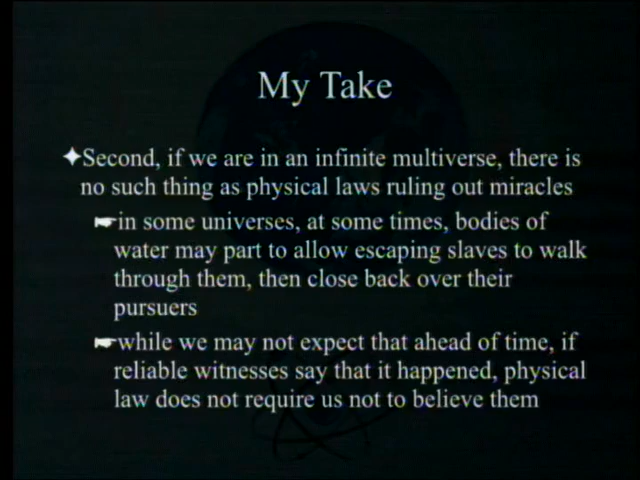 My Take
Second, if we are in an infinite multiverse, there is
no such thing as physical laws ruling out miracles
in some universes, at some times, bodies of
water may part to allow escaping slaves to walk
through them, then close back over their
pursuers
while we may not expect that ahead of time, if
reliable witnesses say that it happened, physical
law does not require us not to believe them